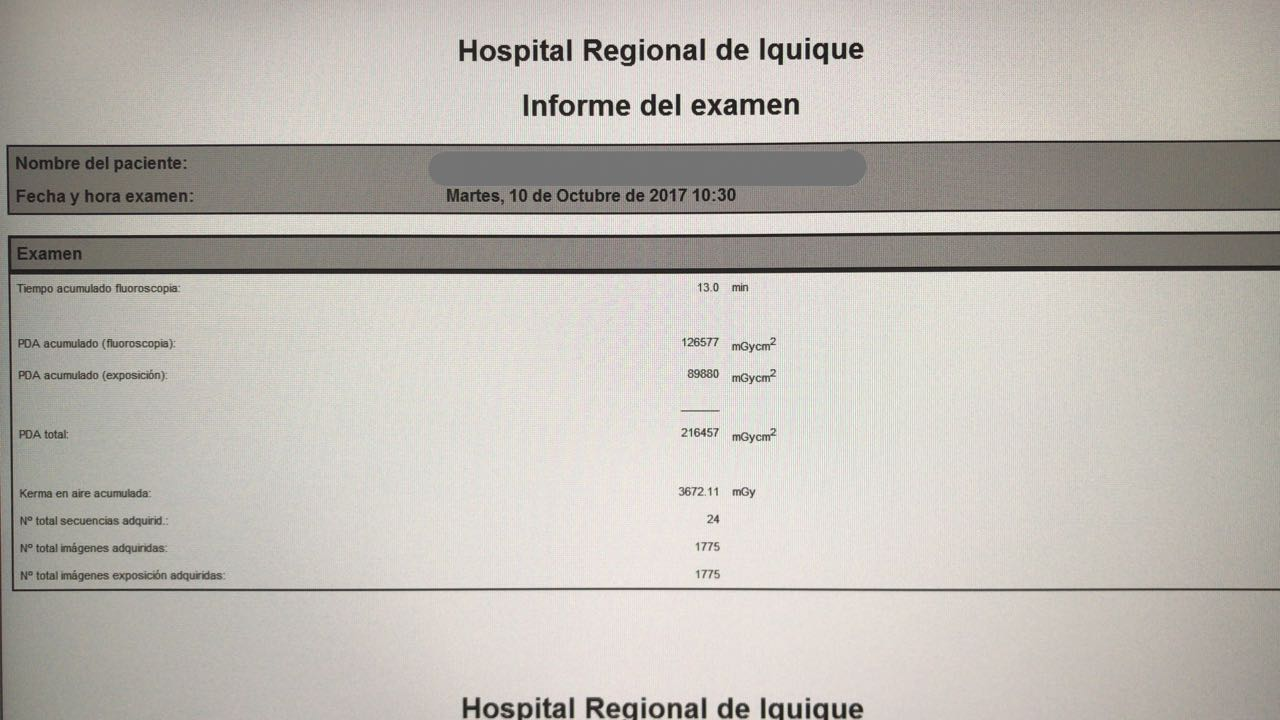 Hospital Regional de Iquique
Informe del examen
Nombre del paciente:
Fecha y hora examen: Martes, 10 de Octubre de 2017 10:30
Examen
Tiempo acumulado fluoroscopia: 13.0 min
PDA acumulado (fluoroscopia): 126577 mGycm²
PDA acumulado (exposición): 89880 mGycm²
PDA total: 216457 mGycm²
Kerma en aire acumulada: 3672.11 mGy
Nº total secuencias adquirid.: 24
Nº total imágenes adquiridas: 1775
Nº total imágenes exposición adquiridas: 1775
Hospital Regional de Iquique